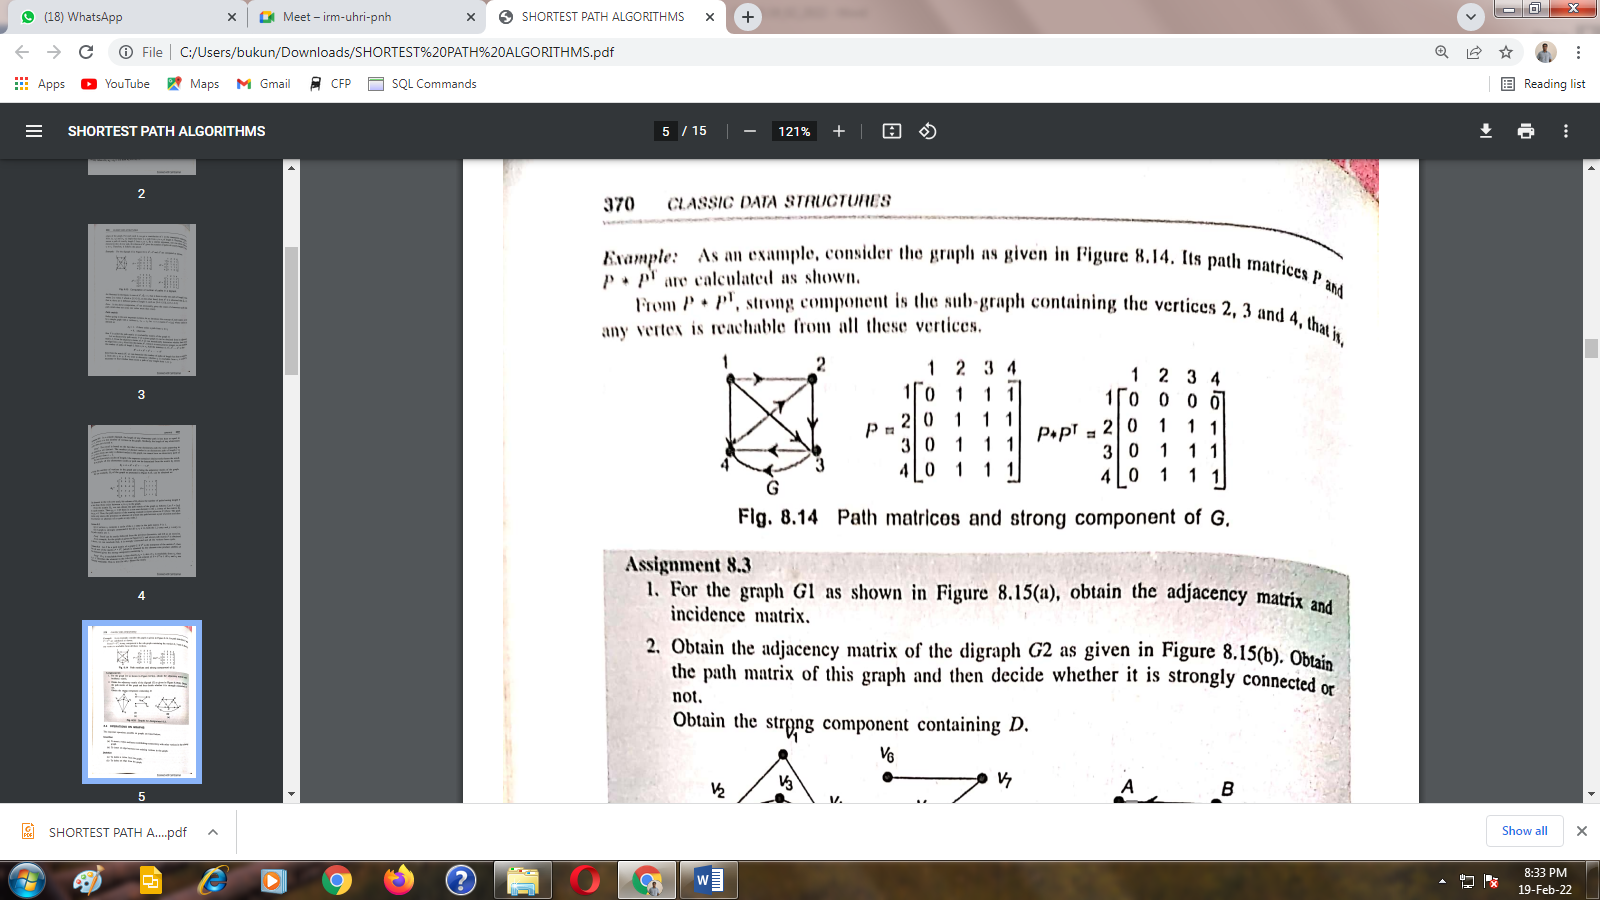 (18) WhatsApp
Meet – irm-uhri-pnh
SHORTEST PATH ALGORITHMS
File
C:/Users/bukun/Downloads/SHORTEST%20PATH%20ALGORITHMS.pdf
Apps
YouTube
Maps
Gmail
CFP
SQL Commands
Reading list
SHORTEST PATH ALGORITHMS
5 / 15
121%
2
3
4
5
370 CLASSIC DATA STRUCTURES
Example: As an example, consider the graph as given in Figure 8.14. Its path matrices P and
P * Pᵀ are calculated as shown.
From P * Pᵀ, strong component is the sub-graph containing the vertices 2, 3 and 4, that is,
any vertex is reachable from all these vertices.
1 2
4 3
G
1 2 3 4
1 0 1 1 1
P = 2 0 1 1 1
3 0 1 1 1
4 0 1 1 1
1 2 3 4
1 0 0 0 0
P*Pᵀ = 2 0 1 1 1
3 0 1 1 1
4 0 1 1 1
Fig. 8.14 Path matrices and strong component of G.
Assignment 8.3
1. For the graph G1 as shown in Figure 8.15(a), obtain the adjacency matrix and
incidence matrix.
2. Obtain the adjacency matrix of the digraph G2 as given in Figure 8.15(b). Obtain
the path matrix of this graph and then decide whether it is strongly connected or
not.
Obtain the strong component containing D.
V1
V2
V3
V6
V7
A
B
SHORTEST PATH A....pdf
Show all
8:33 PM
19-Feb-22